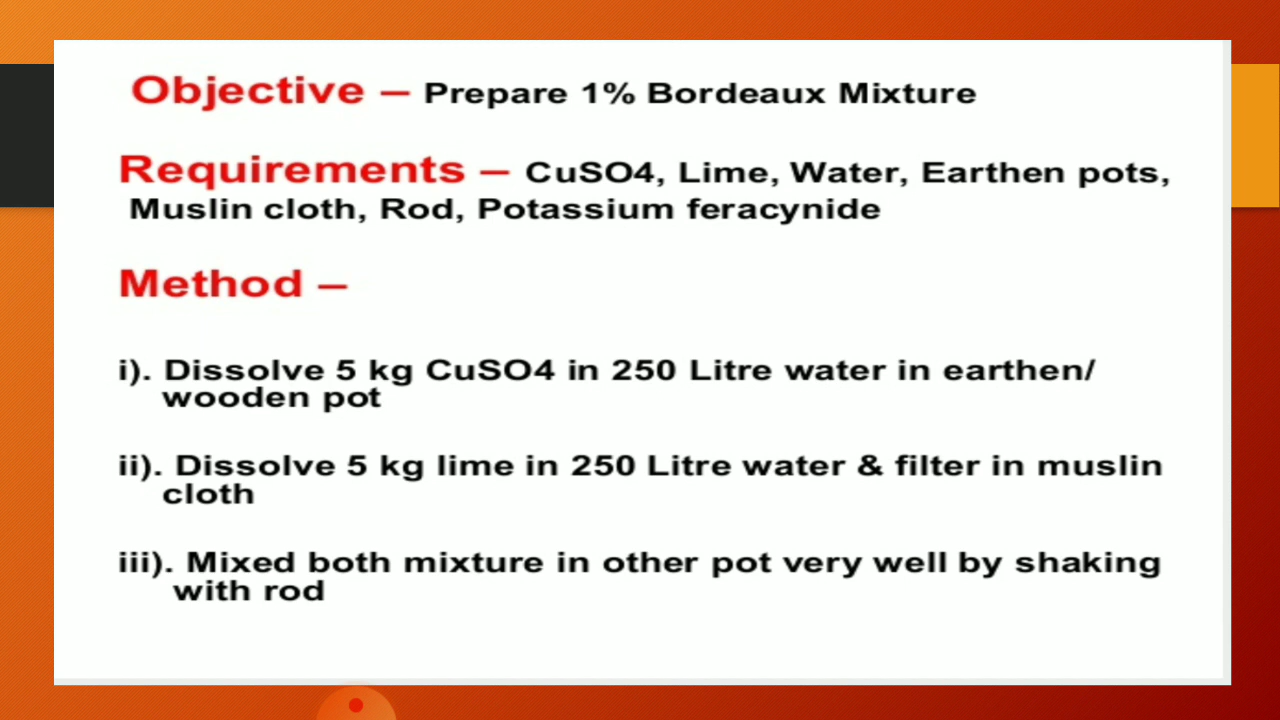 Objective – Prepare 1% Bordeaux Mixture
Requirements – CuSO4, Lime, Water, Earthen pots,
Muslin cloth, Rod, Potassium feracynide
Method –
i). Dissolve 5 kg CuSO4 in 250 Litre water in earthen/
wooden pot
ii). Dissolve 5 kg lime in 250 Litre water & filter in muslin
cloth
iii). Mixed both mixture in other pot very well by shaking
with rod